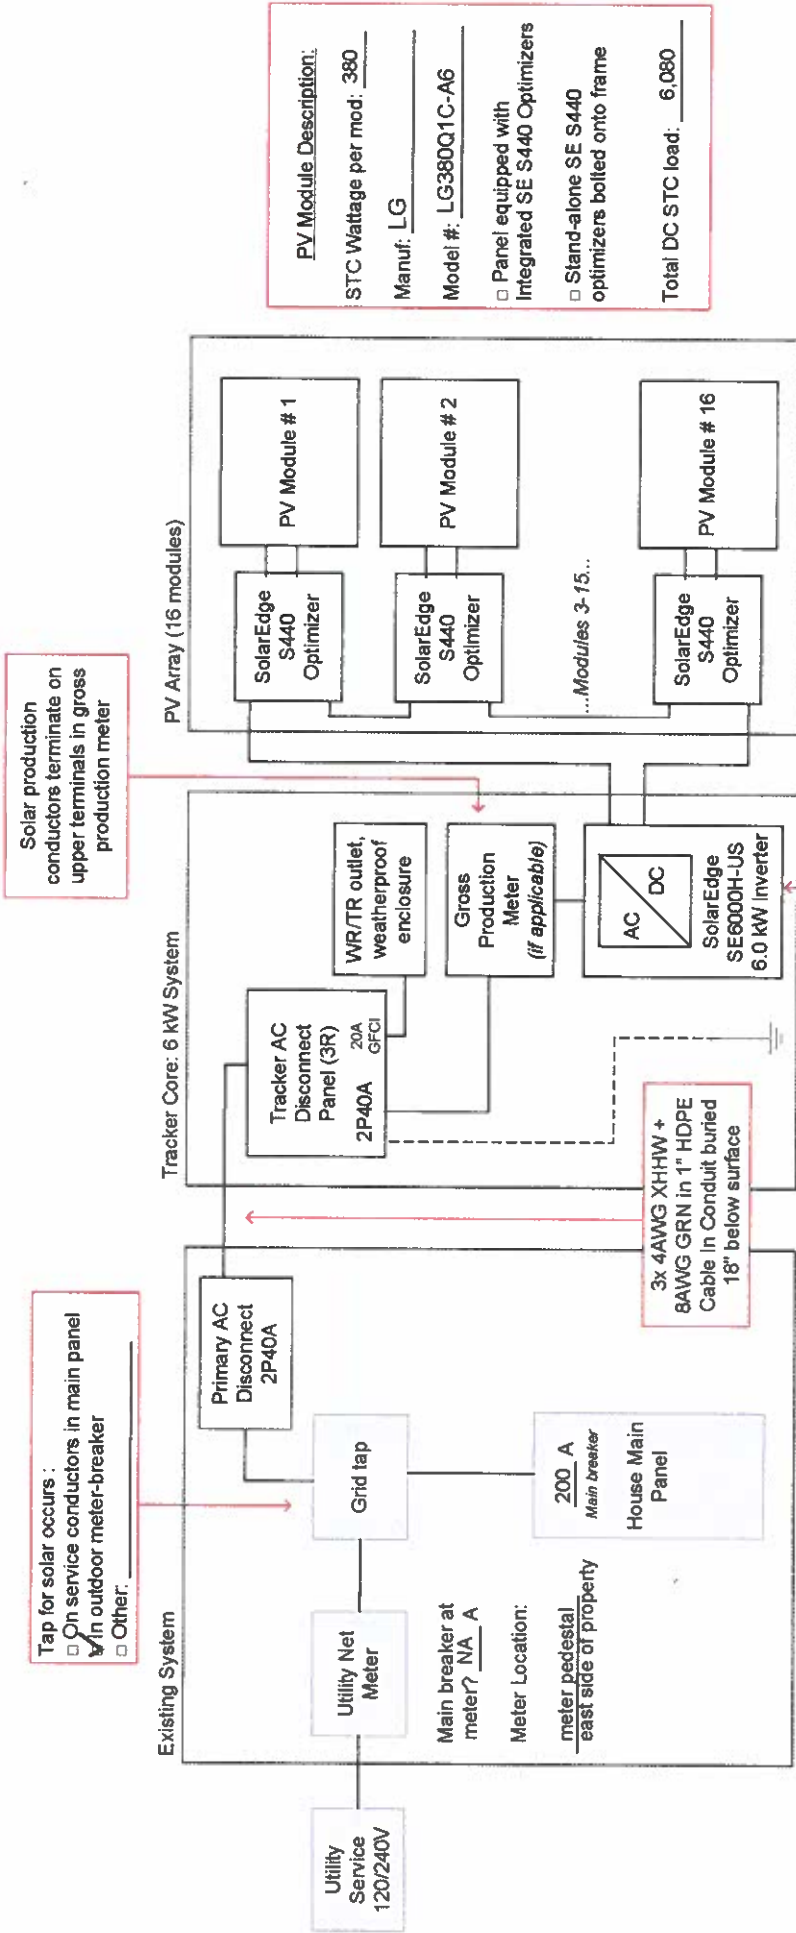 Tap for solar occurs :
□ On service conductors in main panel
☑ In outdoor meter-breaker
□ Other:
Solar production
conductors terminate on
upper terminals in gross
production meter
Existing System
Utility
Service
120/240V
Utility Net
Meter
Grid tap
Primary AC
Disconnect
2P40A
Main breaker at
meter? NA A
Meter Location:
meter pedestal
east side of property
200 A
Main breaker
House Main
Panel
Tracker Core: 6 kW System
Tracker AC
Disconnect
Panel (3R)
2P40A
20A
GFCI
WR/TR outlet,
weatherproof
enclosure
Gross
Production
Meter
(if applicable)
AC
DC
SolarEdge
SE6000H-US
6.0 kW Inverter
3x 4AWG XHHW +
8AWG GRN in 1" HDPE
Cable In Conduit buried
18" below surface
PV Array (16 modules)
SolarEdge
S440
Optimizer
PV Module # 1
SolarEdge
S440
Optimizer
PV Module # 2
....Modules 3-15....
SolarEdge
S440
Optimizer
PV Module # 16
PV Module Description:
STC Wattage per mod: 380
Manuf: LG
Model #: LG380Q1C-A6
□ Panel equipped with
Integrated SE S440 Optimizers
□ Stand-alone SE S440
optimizers bolted onto frame
Total DC STC load: 6,080